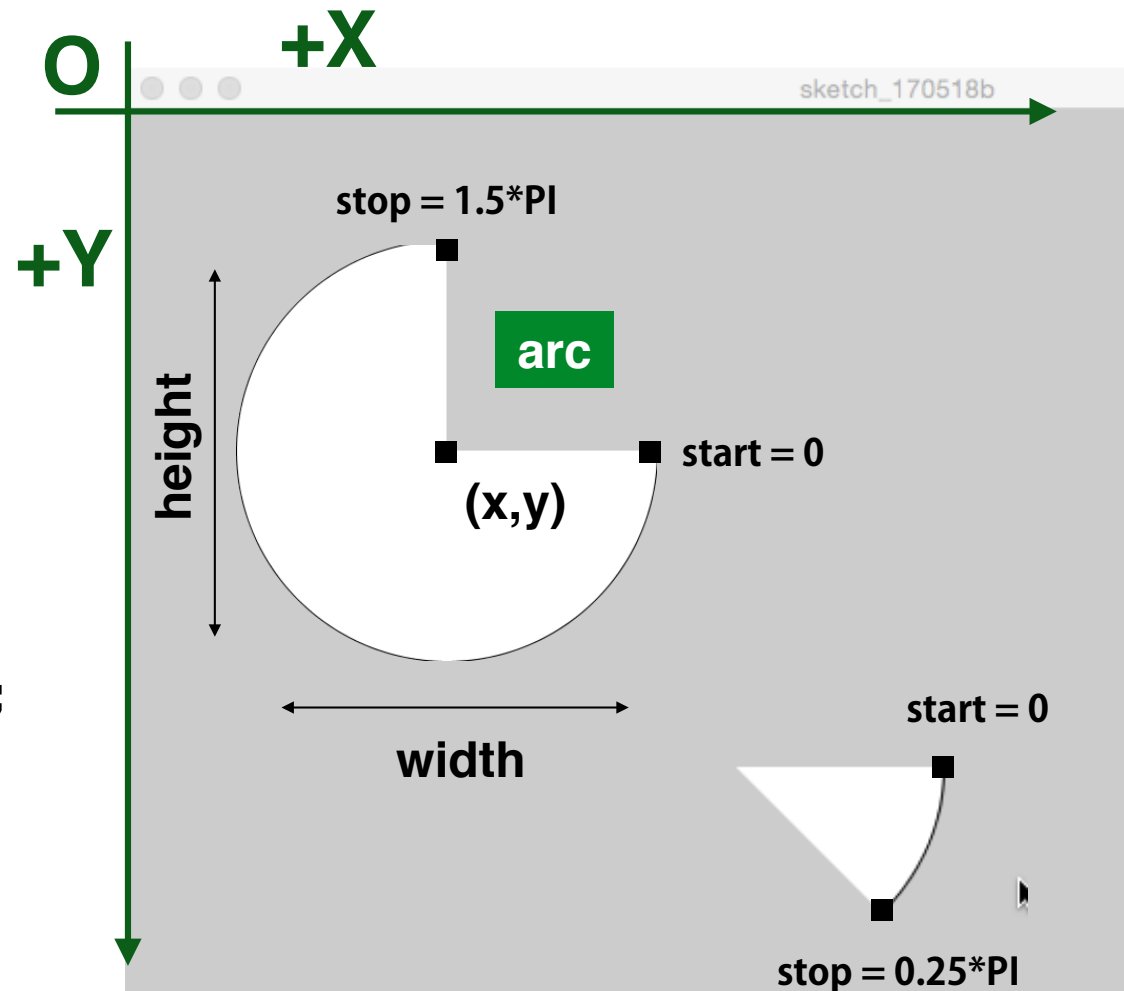 O
+X
sketch_170518b
stop = 1.5*PI
+Y
arc
height
start = 0
(x,y)
start = 0
width
stop = 0.25*PI